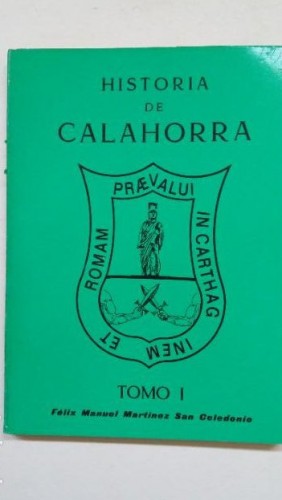 HISTORIA
DE
CALAHORRA
PRÆVALUI
IN CARTHAG
INEM
ET
ROMAM
TOMO I
Félix Manuel Martínez San Celedonio